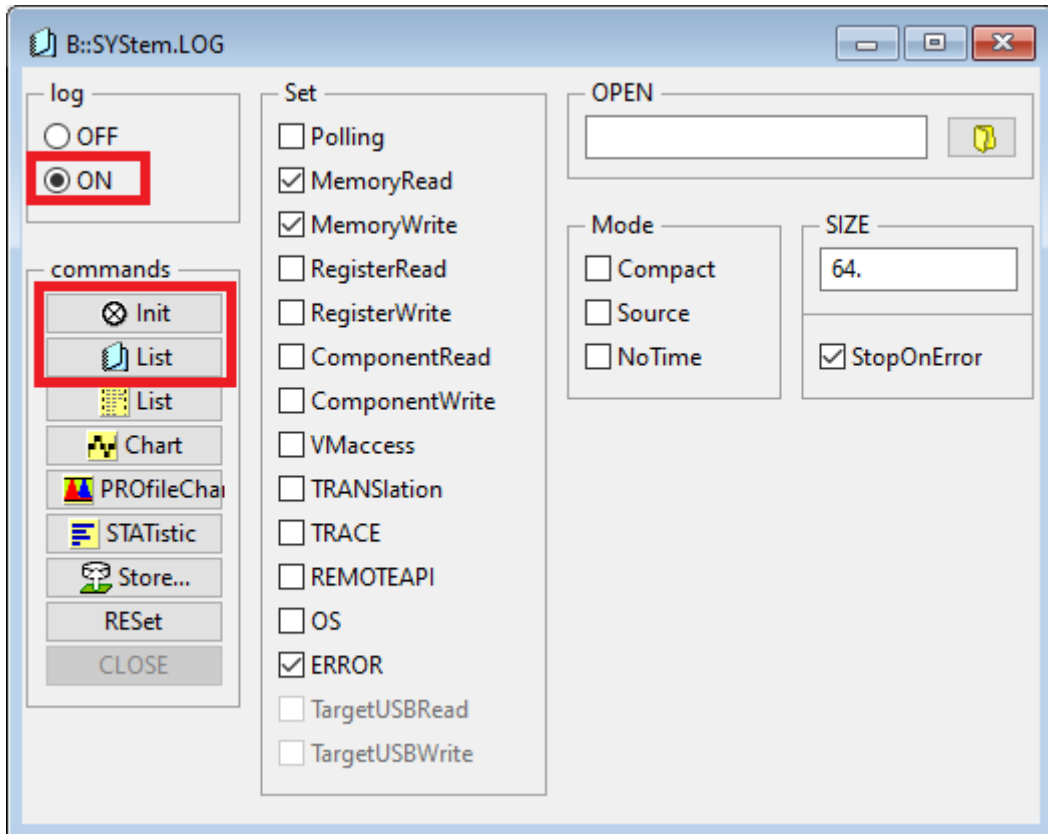 B::SYStem.LOG
log
OFF
ON
commands
Init
List
List
Chart
PROfileChar
STATistic
Store...
RESet
CLOSE
Set
Polling
MemoryRead
MemoryWrite
RegisterRead
RegisterWrite
ComponentRead
ComponentWrite
VMaccess
TRANSlation
TRACE
REMOTEAPI
OS
ERROR
TargetUSBRead
TargetUSBWrite
OPEN
Mode
Compact
Source
NoTime
SIZE
64.
StopOnError